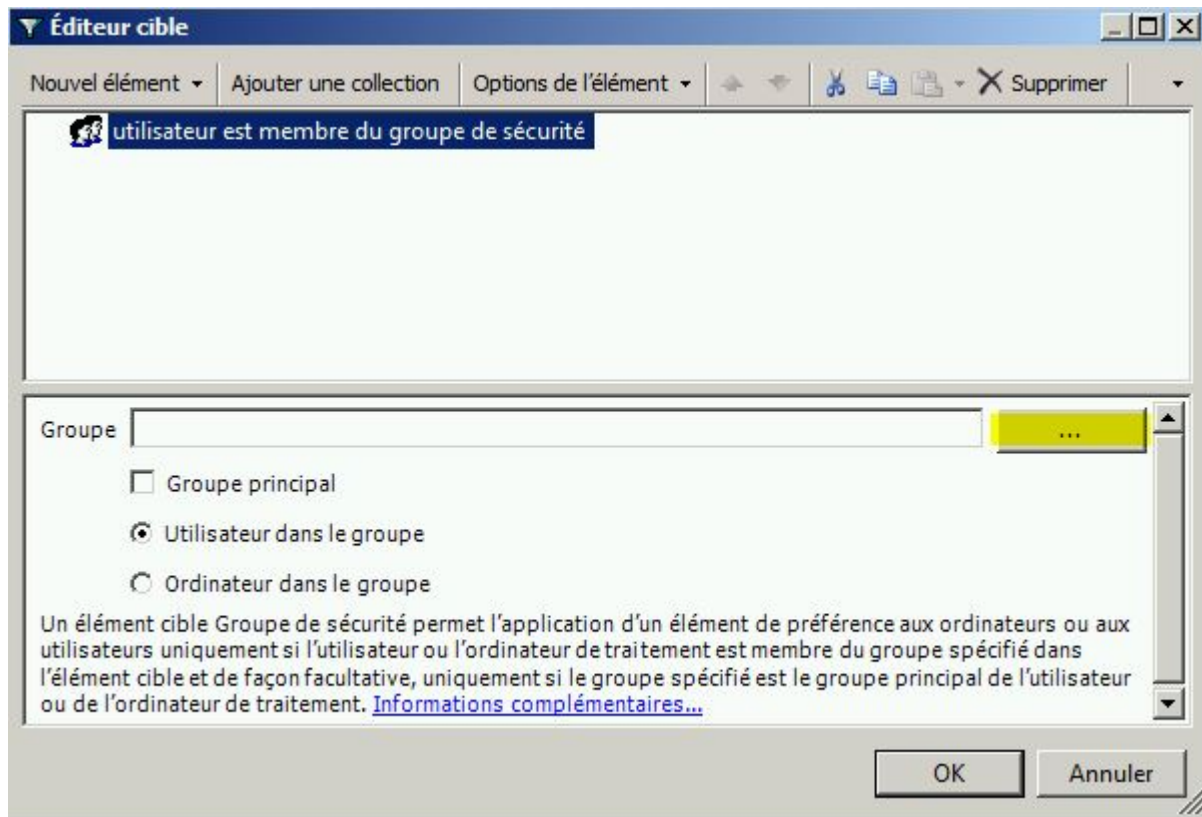 Éditeur cible
Nouvel élément Ajouter une collection Options de l'élément Supprimer
utilisateur est membre du groupe de sécurité
Groupe ...
Groupe principal
Utilisateur dans le groupe
Ordinateur dans le groupe
Un élément cible Groupe de sécurité permet l'application d'un élément de préférence aux ordinateurs ou aux
utilisateurs uniquement si l'utilisateur ou l'ordinateur de traitement est membre du groupe spécifié dans
l'élément cible et de façon facultative, uniquement si le groupe spécifié est le groupe principal de l'utilisateur
ou de l'ordinateur de traitement. Informations complémentaires...
OK Annuler